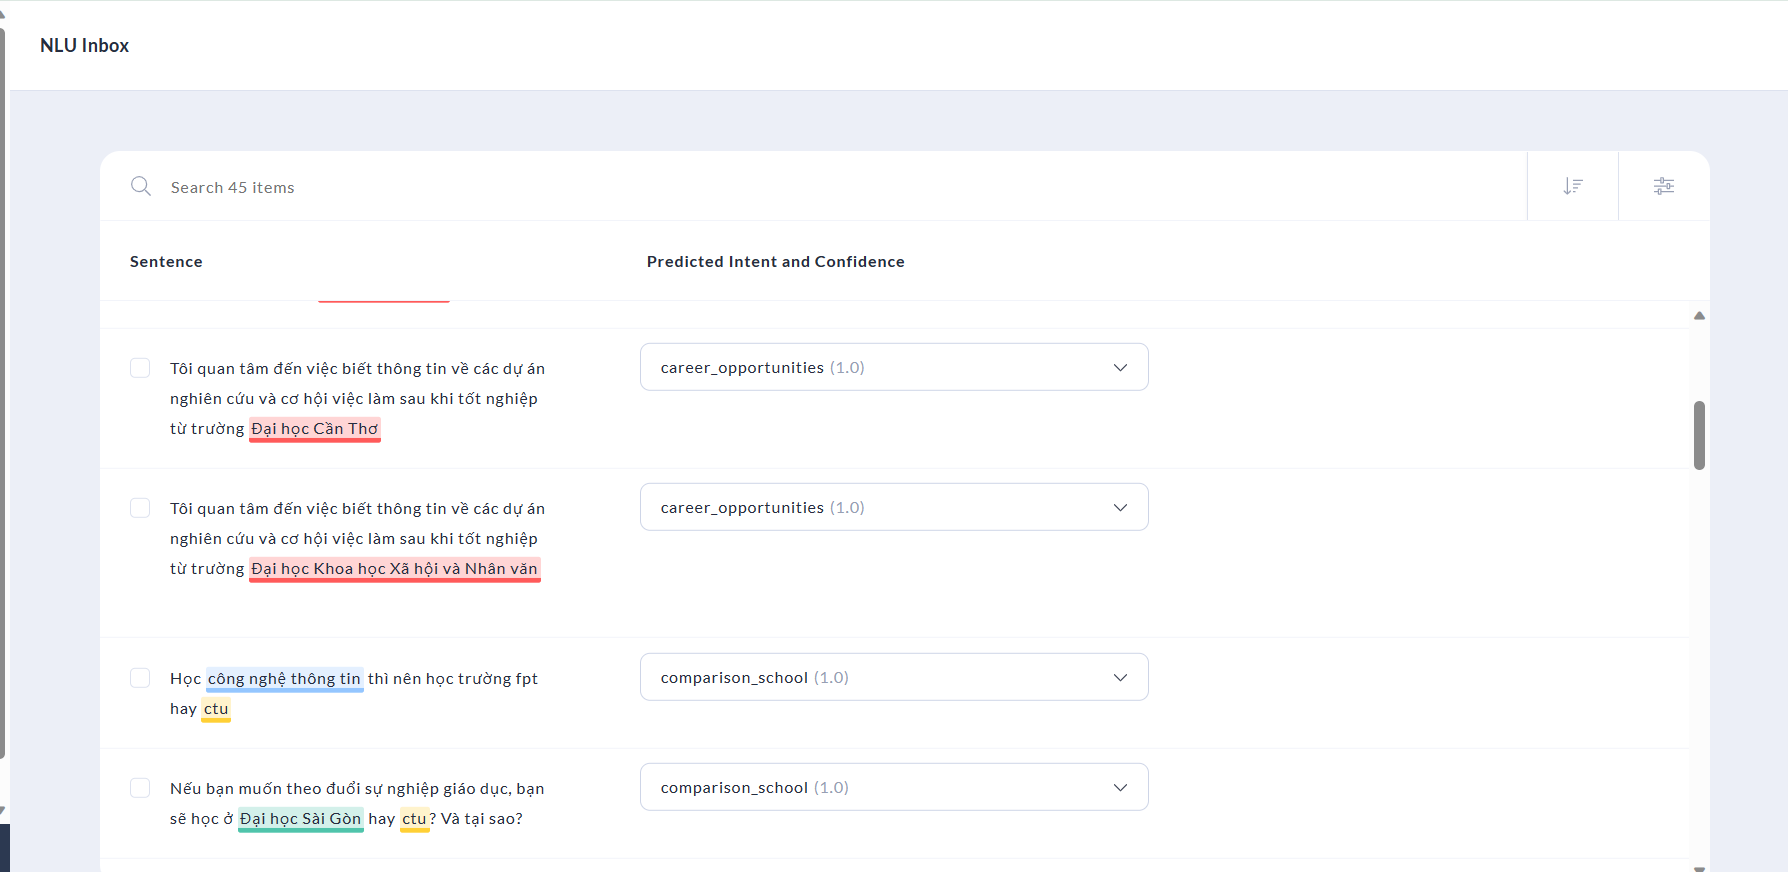 NLU Inbox
Search 45 items
Sentence
Predicted Intent and Confidence
Tôi quan tâm đến việc biết thông tin về các dự án
nghiên cứu và cơ hội việc làm sau khi tốt nghiệp
từ trường Đại học Cần Thơ
career_opportunities (1.0)
Tôi quan tâm đến việc biết thông tin về các dự án
nghiên cứu và cơ hội việc làm sau khi tốt nghiệp
từ trường Đại học Khoa học Xã hội và Nhân văn
career_opportunities (1.0)
Học công nghệ thông tin thì nên học trường fpt
hay ctu
comparison_school (1.0)
Nếu bạn muốn theo đuổi sự nghiệp giáo dục, bạn
sẽ học ở Đại học Sài Gòn hay ctu? Và tại sao?
comparison_school (1.0)